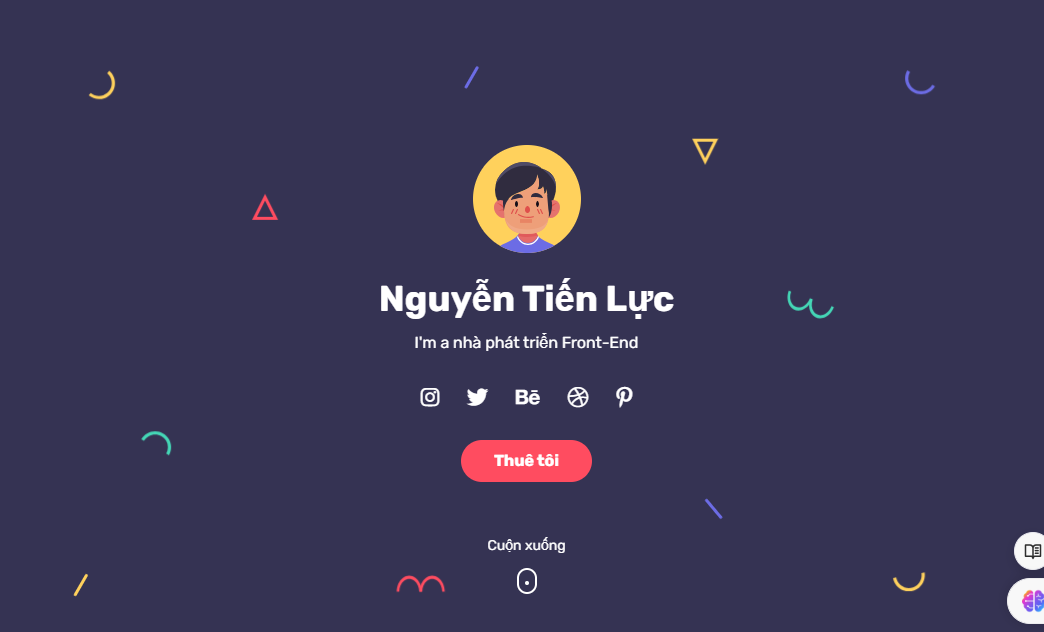 Nguyễn Tiến Lực
I'm a nhà phát triển Front-End
Bē
Thuê tôi
Cuộn xuống